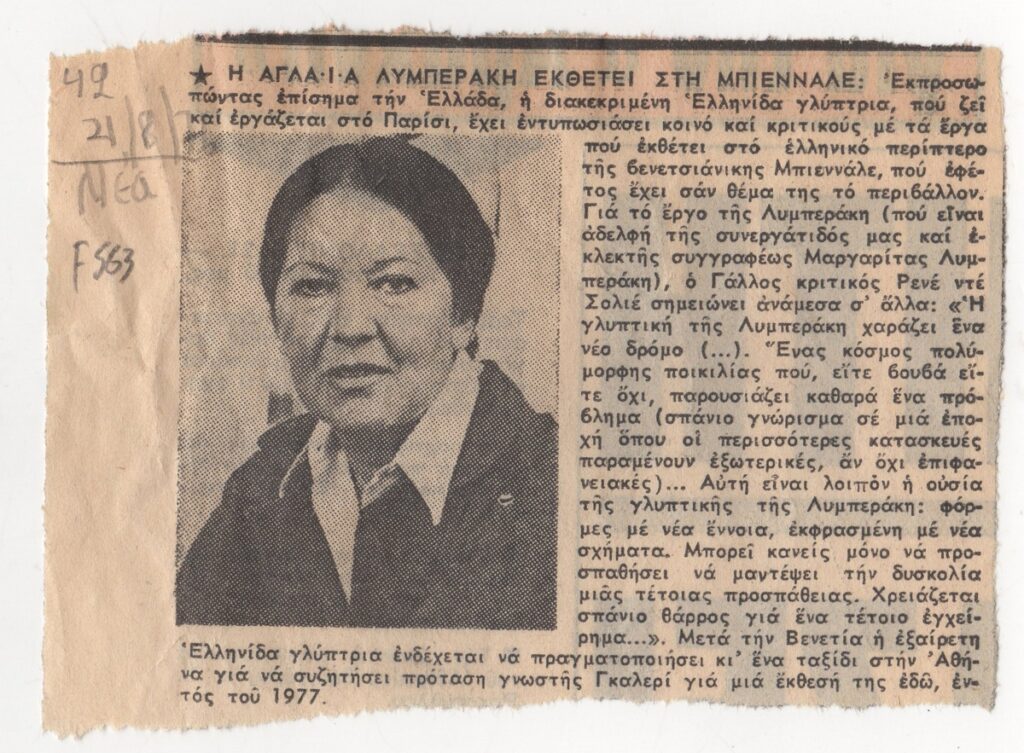 42
21/8/
Νέα
F563
★ Η ΑΓΛΑ·Ι·Α ΛΥΜΠΕΡΑΚΗ ΕΚΘΕΤΕΙ ΣΤΗ ΜΠΙΕΝΝΑΛΕ: Ἐκπροσω-
πώντας ἐπίσημα τήν Ἑλλάδα, ἡ διακεκριμένη Ἑλληνίδα γλύπτρια, πού ζεῖ
καί ἐργάζεται στό Παρίσι, ἔχει ἐντυπωσιάσει κοινό καί κριτικούς μέ τά ἔργα
πού ἐκθέτει στό ἑλληνικό περίπτερο
τῆς βενετσιάνικης Μπιεννάλε, πού ἐφέ-
τος ἔχει σάν θέμα της τό περιβάλλον.
Γιά τό ἔργο τῆς Λυμπεράκη (πού εἶναι
ἀδελφή τῆς συνεργάτιδός μας καί ἐ-
κλεκτῆς συγγραφέως Μαργαρίτας Λυμ-
περάκη), ὁ Γάλλος κριτικός Ρενέ ντέ
Σολιέ σημειώνει ἀνάμεσα σ' ἄλλα: «Ἡ
γλυπτική τῆς Λυμπεράκη χαράζει ἕνα
νέο δρόμο (...). Ἕνας κόσμος πολύ-
μορφης ποικιλίας πού, εἴτε βουβά εἴ-
τε ὄχι, παρουσιάζει καθαρά ἕνα πρό-
βλημα (σπάνιο γνώρισμα σέ μιά ἐπο-
χή ὅπου οἱ περισσότερες κατασκευές
παραμένουν ἐξωτερικές, ἄν ὄχι ἐπιφα-
νειακές)... Αὐτή εἶναι λοιπόν ἡ οὐσία
τῆς γλυπτικῆς τῆς Λυμπεράκη: φόρ-
μες μέ νέα ἔννοια, ἐκφρασμένη μέ νέα
σχήματα. Μπορεῖ κανείς μόνο νά προ-
σπαθήσει νά μαντέψει τήν δυσκολία
μιᾶς τέτοιας προσπάθειας. Χρειάζεται
σπάνιο θάρρος γιά ἕνα τέτοιο ἐγχεί-
ρημα...». Μετά τήν Βενετία ἡ ἐξαίρετη
Ἑλληνίδα γλύπτρια ἐνδέχεται νά πραγματοποιήσει κι' ἕνα ταξίδι στήν Ἀθή-
να γιά νά συζητήσει πρόταση γνωστῆς Γκαλερί γιά μιά ἔκθεσή της ἐδῶ, ἐν-
τός τοῦ 1977.